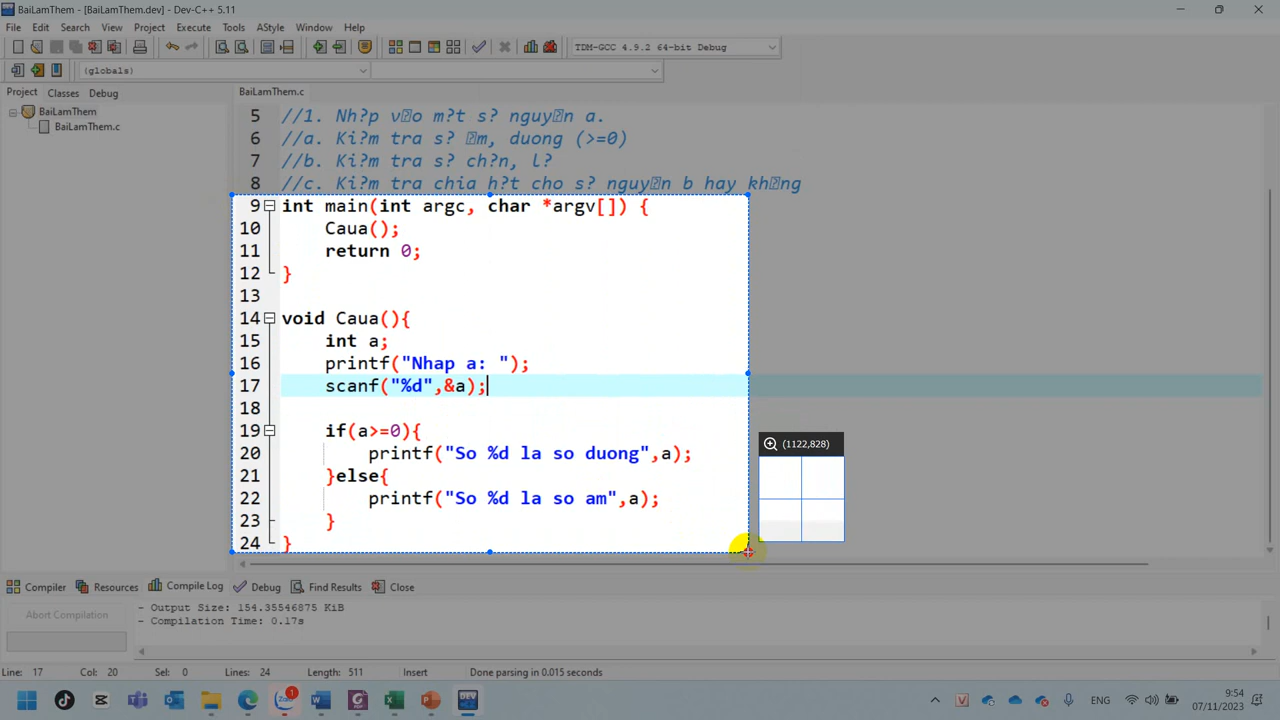 BaiLamThem - [BaiLamThem.dev] - Dev-C++ 5.11
File Edit Search View Project Execute Tools AStyle Window Help
TDM-GCC 4.9.2 64-bit Debug
(globals)
Project Classes Debug
BaiLamThem.c
BaiLamThem
BaiLamThem.c
5 //1. Nh?p v�o m?t s? nguy�n a.
6 //a. Ki?m tra s? �m, duong (>=0)
7 //b. Ki?m tra s? ch?n, l?
8 //c. Ki?m tra chia h?t cho s? nguy�n b hay kh�ng
9 int main(int argc, char *argv[]) {
10 Caua();
11 return 0;
12 }
13
14 void Caua(){
15 int a;
16 printf("Nhap a: ");
17 scanf("%d",&a);
18
19 if(a>=0){
20 printf("So %d la so duong",a);
21 }else{
22 printf("So %d la so am",a);
23 }
24 }
(1122,828)
Compiler Resources Compile Log Debug Find Results Close
Abort Compilation
- Output Size: 154.35546875 KiB
- Compilation Time: 0.17s
Line: 17 Col: 20 Sel: 0 Lines: 24 Length: 511 Insert Done parsing in 0.015 seconds
1
ENG
9:54
07/11/2023